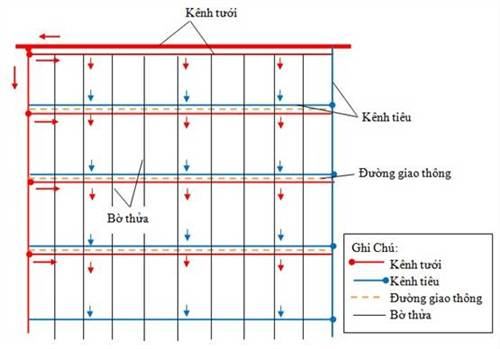 Kênh tưới
Kênh tiêu
Đường giao thông
Bờ thửa
Ghi Chú:
Kênh tưới
Kênh tiêu
Đường giao thông
Bờ thửa